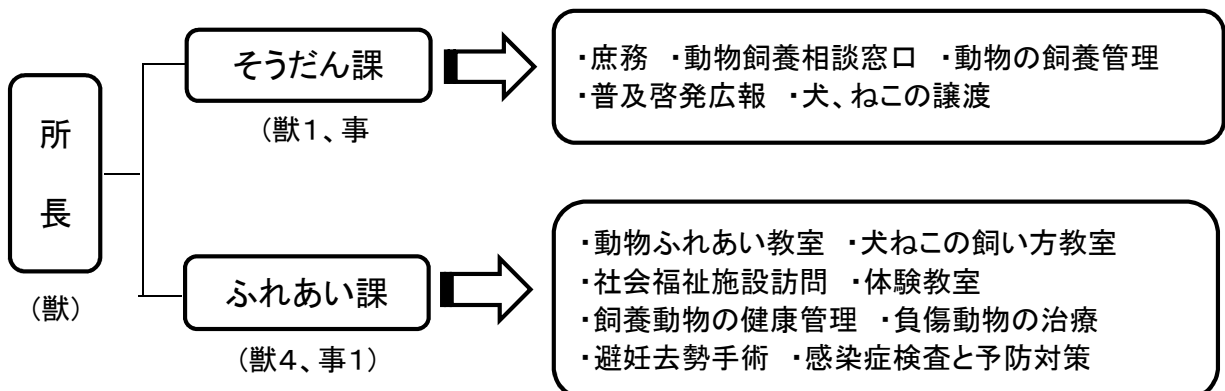 所
長
(獣)
そうだん課
(獣1、事
・庶務 ・動物飼養相談窓口 ・動物の飼養管理
・普及啓発広報 ・犬、ねこの譲渡
ふれあい課
(獣4、事1)
・動物ふれあい教室 ・犬ねこの飼い方教室
・社会福祉施設訪問 ・体験教室
・飼養動物の健康管理 ・負傷動物の治療
・避妊去勢手術 ・感染症検査と予防対策